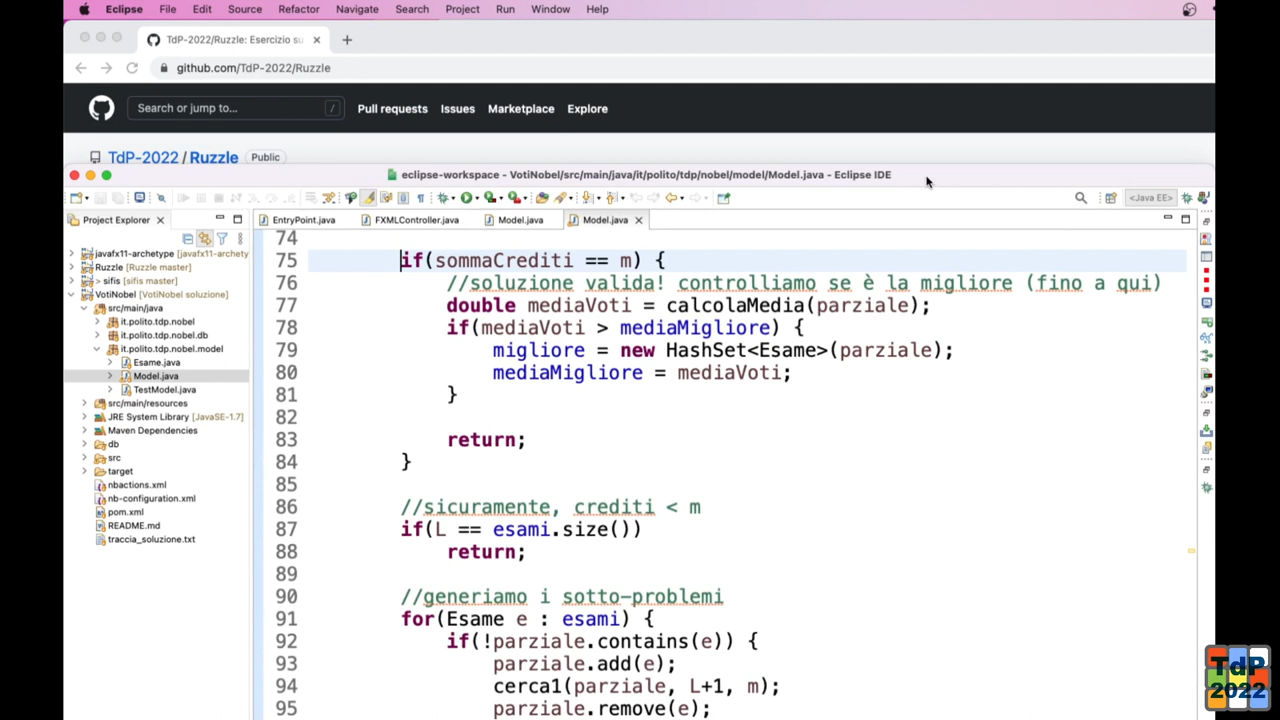 Eclipse File Edit Source Refactor Navigate Search Project Run Window Help
TdP-2022/Ruzzle: Esercizio su
github.com/TdP-2022/Ruzzle
Search or jump to... / Pull requests Issues Marketplace Explore
TdP-2022 / Ruzzle Public
eclipse-workspace - VotiNobel/src/main/java/it/polito/tdp/nobel/model/Model.java - Eclipse IDE
<Java EE>
Project Explorer
EntryPoint.java FXMLController.java Model.java Model.java
javafx11-archetype [javafx11-archety
Ruzzle [Ruzzle master]
> sifis [sifis master]
VotiNobel [VotiNobel soluzione]
src/main/java
it.polito.tdp.nobel
it.polito.tdp.nobel.db
it.polito.tdp.nobel.model
Esame.java
Model.java
TestModel.java
src/main/resources
JRE System Library [JavaSE-1.7]
Maven Dependencies
db
src
target
nbactions.xml
nb-configuration.xml
pom.xml
README.md
traccia_soluzione.txt
74
75 if(sommaCrediti == m) {
76 //soluzione valida! controlliamo se è la migliore (fino a qui)
77 double mediaVoti = calcolaMedia(parziale);
78 if(mediaVoti > mediaMigliore) {
79 migliore = new HashSet<Esame>(parziale);
80 mediaMigliore = mediaVoti;
81 }
82
83 return;
84 }
85
86 //sicuramente, crediti < m
87 if(L == esami.size())
88 return;
89
90 //generiamo i sotto-problemi
91 for(Esame e : esami) {
92 if(!parziale.contains(e)) {
93 parziale.add(e);
94 cerca1(parziale, L+1, m);
95 parziale.remove(e);
TdP
2022